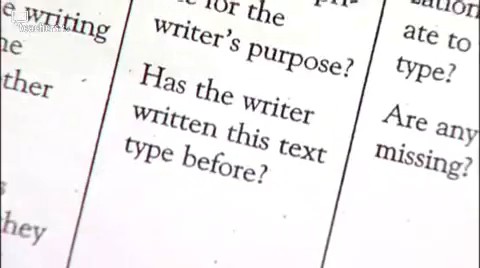 e writing
he
ther
hey
for the
writer's purpose?
Has the writer
written this text
type before?
ate to
type?
Are any
missing?